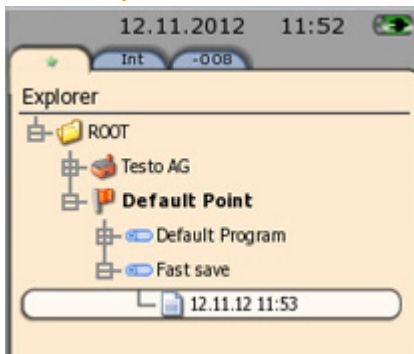 12.11.2012 11:52
Int -008
Explorer
ROOT
Testo AG
Default Point
Default Program
Fast save
12.11.12 11:53